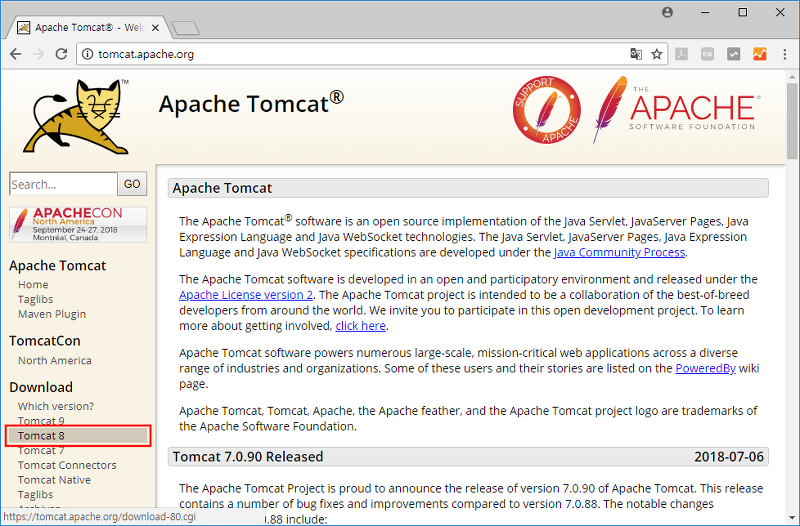 Apache Tomcat® - Welc
tomcat.apache.org
TM
Apache Tomcat®
SUPPORT
APACHE
THE
APACHE®
SOFTWARE FOUNDATION
Search...
GO
APACHECON
North America
September 24-27, 2018
Montréal, Canada
Apache Tomcat
Home
Taglibs
Maven Plugin
TomcatCon
North America
Download
Which version?
Tomcat 9
Tomcat 8
Tomcat 7
Tomcat Connectors
Tomcat Native
Taglibs
Archives
https://tomcat.apache.org/download-80.cgi
Apache Tomcat
The Apache Tomcat® software is an open source implementation of the Java Servlet, JavaServer Pages, Java
Expression Language and Java WebSocket technologies. The Java Servlet, JavaServer Pages, Java Expression
Language and Java WebSocket specifications are developed under the Java Community Process.
The Apache Tomcat software is developed in an open and participatory environment and released under the
Apache License version 2. The Apache Tomcat project is intended to be a collaboration of the best-of-breed
developers from around the world. We invite you to participate in this open development project. To learn
more about getting involved, click here.
Apache Tomcat software powers numerous large-scale, mission-critical web applications across a diverse
range of industries and organizations. Some of these users and their stories are listed on the PoweredBy wiki
page.
Apache Tomcat, Tomcat, Apache, the Apache feather, and the Apache Tomcat project logo are trademarks of
the Apache Software Foundation.
Tomcat 7.0.90 Released 2018-07-06
The Apache Tomcat Project is proud to announce the release of version 7.0.90 of Apache Tomcat. This release
contains a number of bug fixes and improvements compared to version 7.0.88. The notable changes
0.88 include: